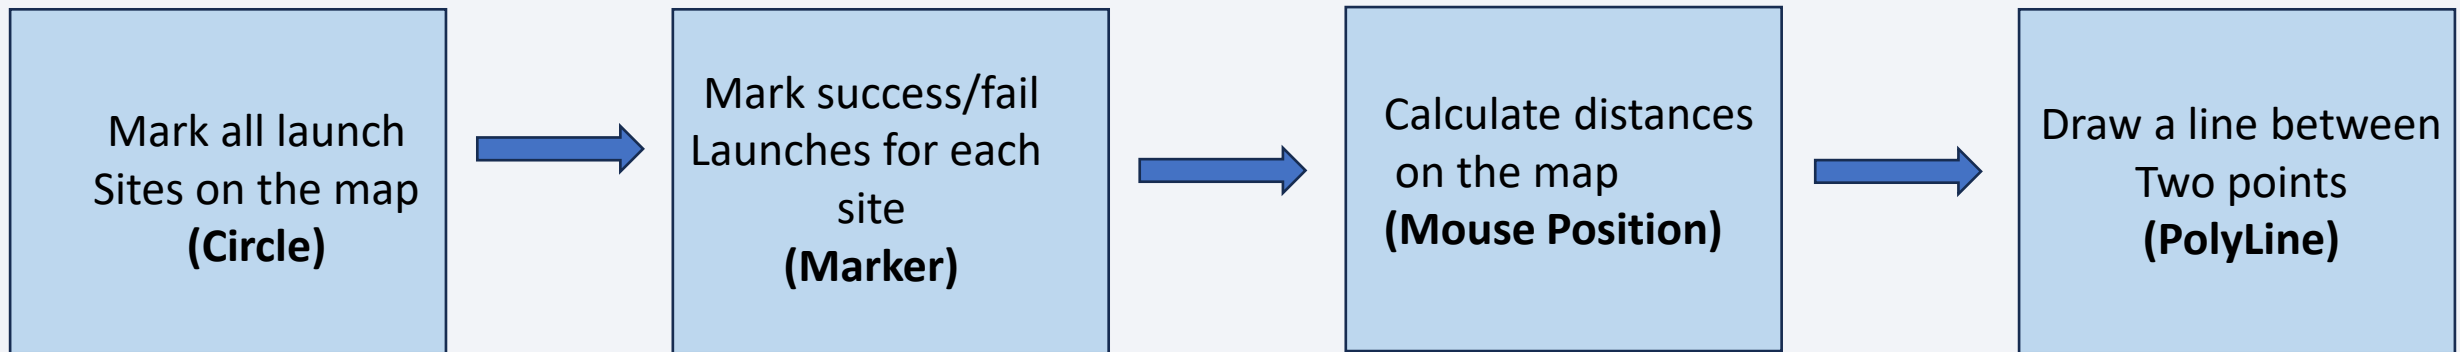 Mark all launch
Sites on the map
(Circle)
Mark success/fail
Launches for each
site
(Marker)
Calculate distances
on the map
(Mouse Position)
Draw a line between
Two points
(PolyLine)